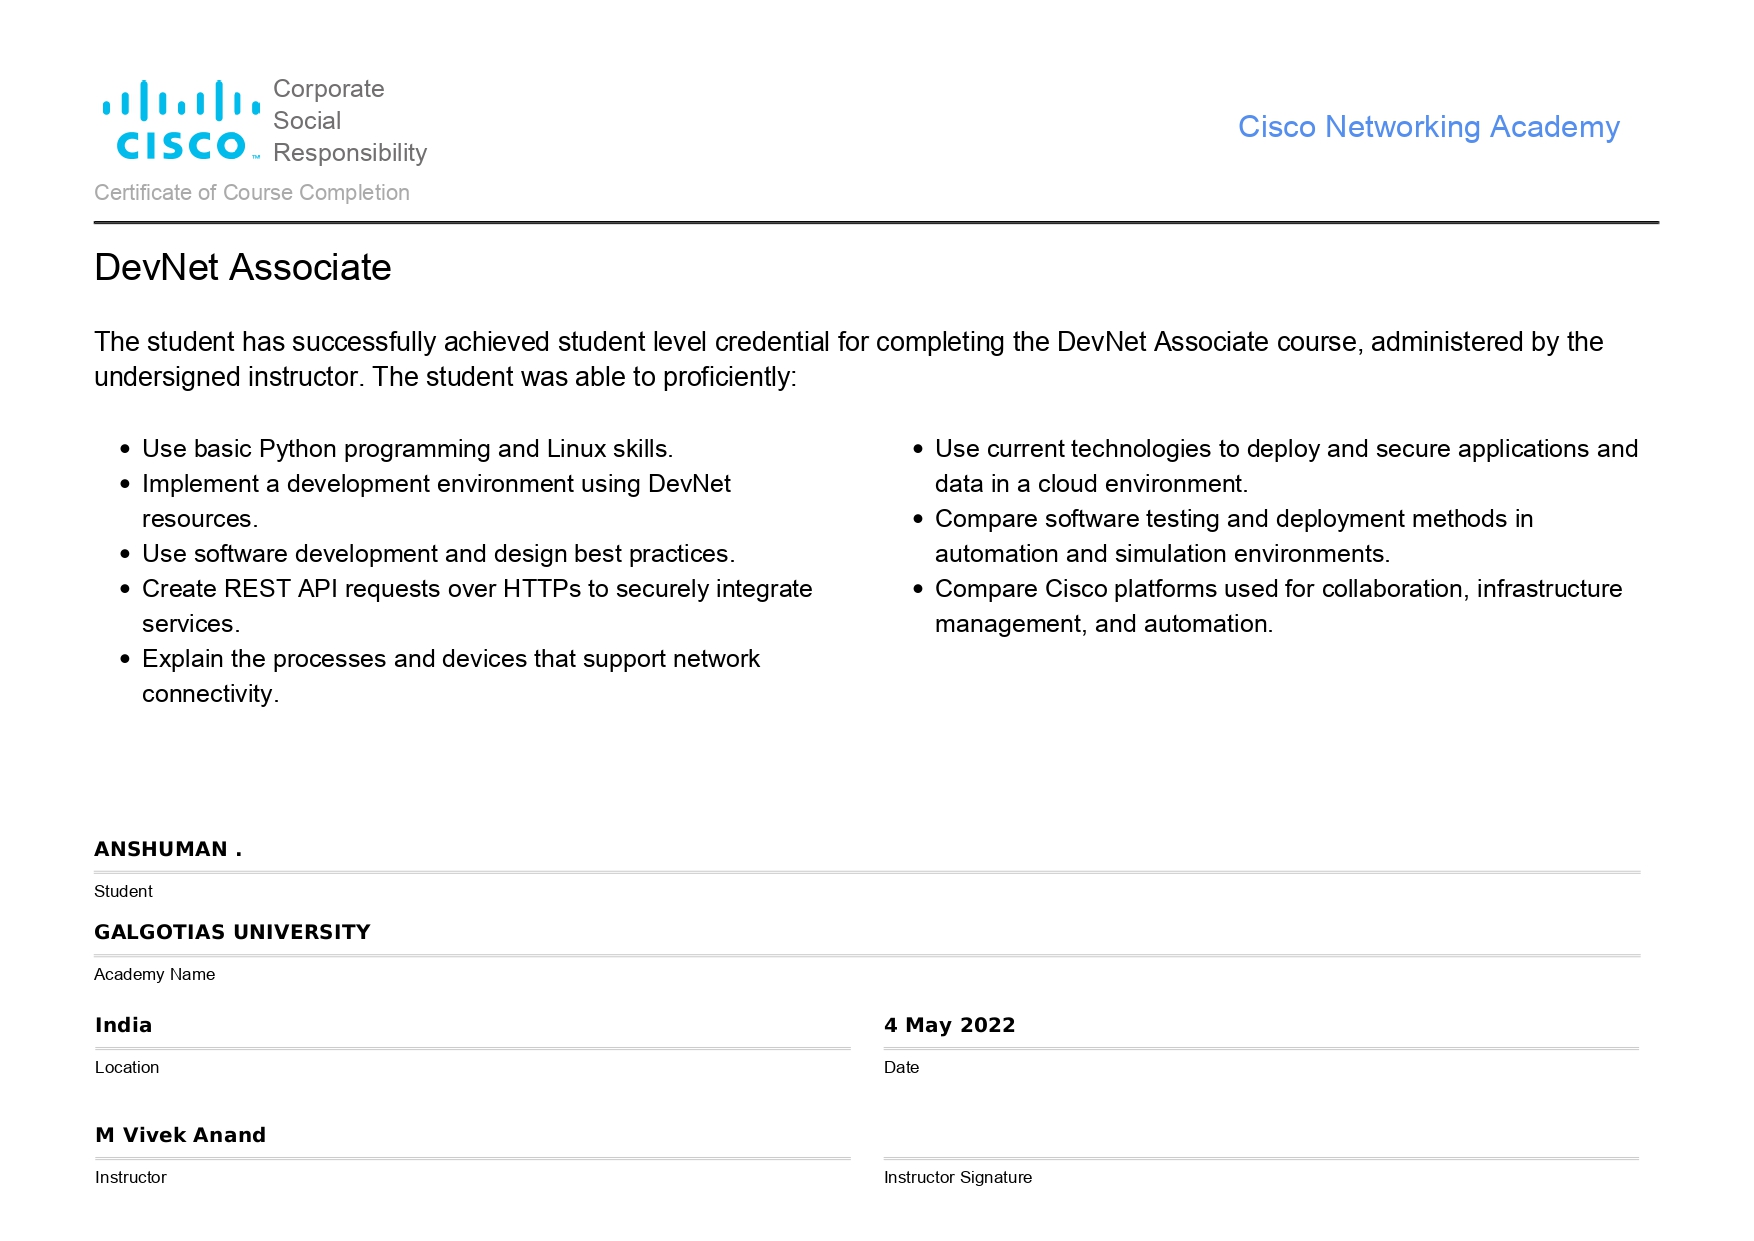 Corporate
Social
Responsibility
CISCO™
Cisco Networking Academy
Certificate of Course Completion
DevNet Associate
The student has successfully achieved student level credential for completing the DevNet Associate course, administered by the
undersigned instructor. The student was able to proficiently:
• Use basic Python programming and Linux skills.
• Implement a development environment using DevNet
resources.
• Use software development and design best practices.
• Create REST API requests over HTTPs to securely integrate
services.
• Explain the processes and devices that support network
connectivity.
• Use current technologies to deploy and secure applications and
data in a cloud environment.
• Compare software testing and deployment methods in
automation and simulation environments.
• Compare Cisco platforms used for collaboration, infrastructure
management, and automation.
ANSHUMAN .
Student
GALGOTIAS UNIVERSITY
Academy Name
India
Location
4 May 2022
Date
M Vivek Anand
Instructor
Instructor Signature